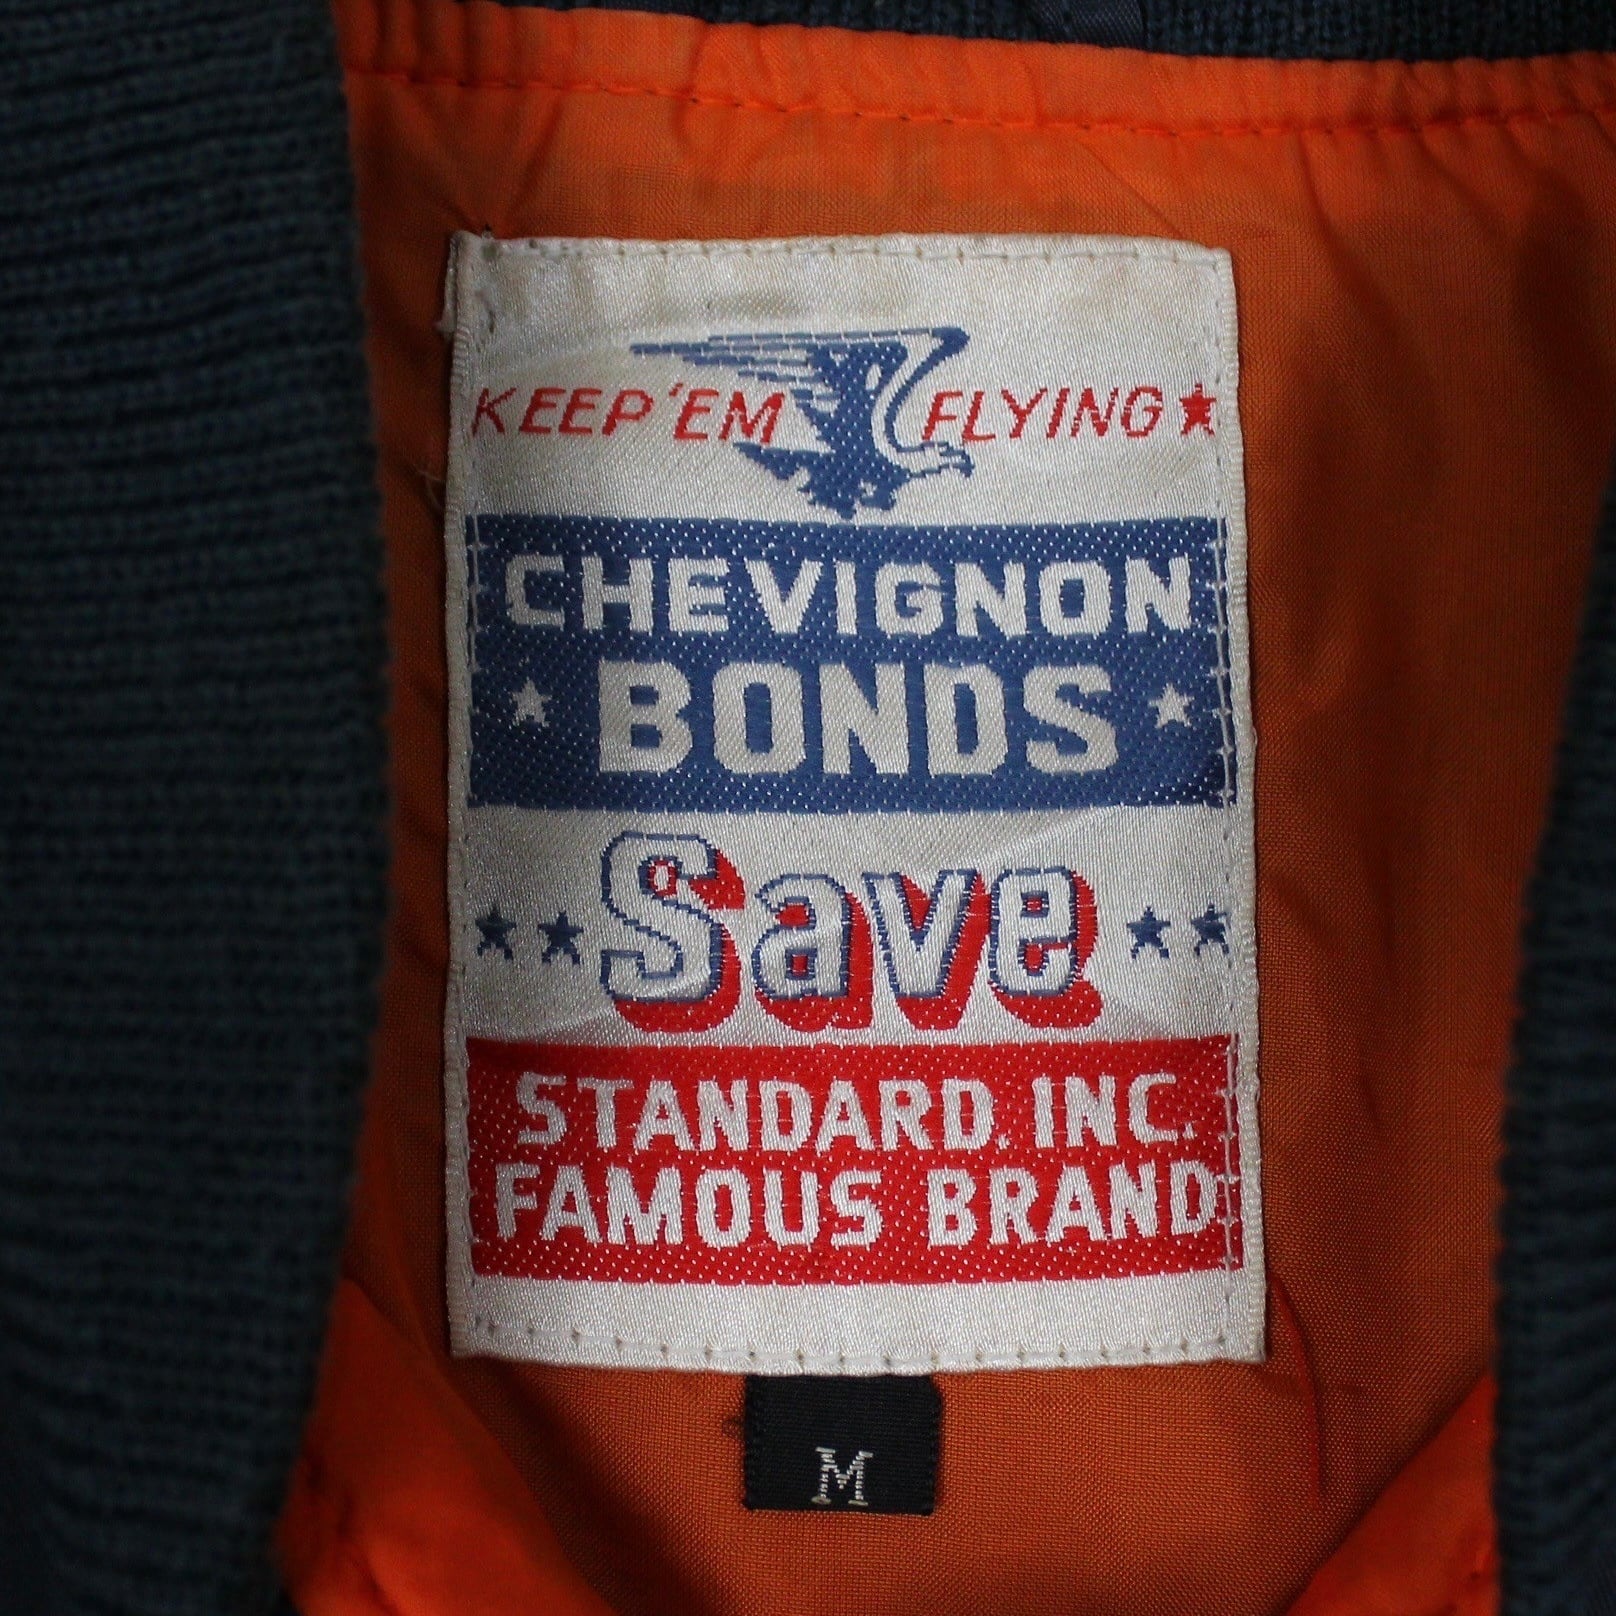 KEEP 'EM FLYING
CHEVIGNON
BONDS
Save
STANDARD. INC.
FAMOUS BRAND
M